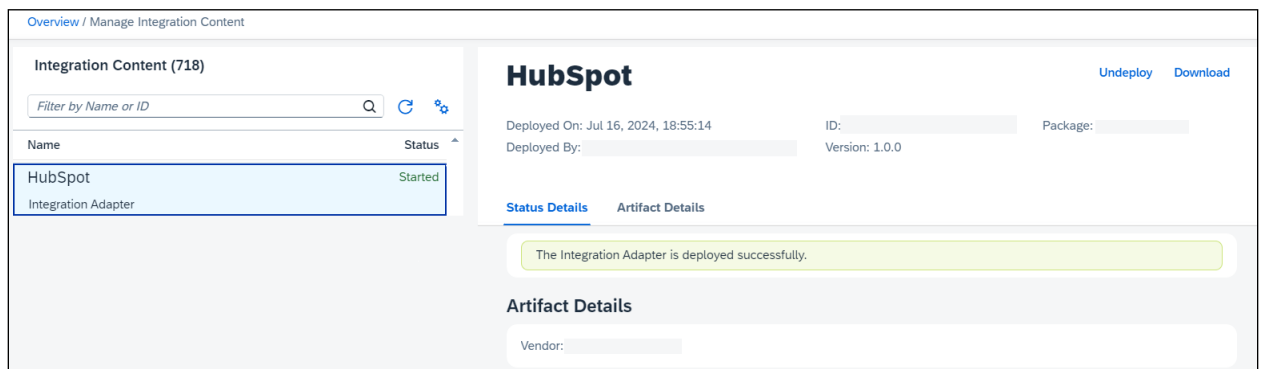 Overview / Manage Integration Content
Integration Content (718)
Filter by Name or ID
Name Status
HubSpot Started
Integration Adapter
HubSpot
Undeploy Download
Deployed On: Jul 16, 2024, 18:55:14 ID: Package:
Deployed By: Version: 1.0.0
Status Details Artifact Details
The Integration Adapter is deployed successfully.
Artifact Details
Vendor: